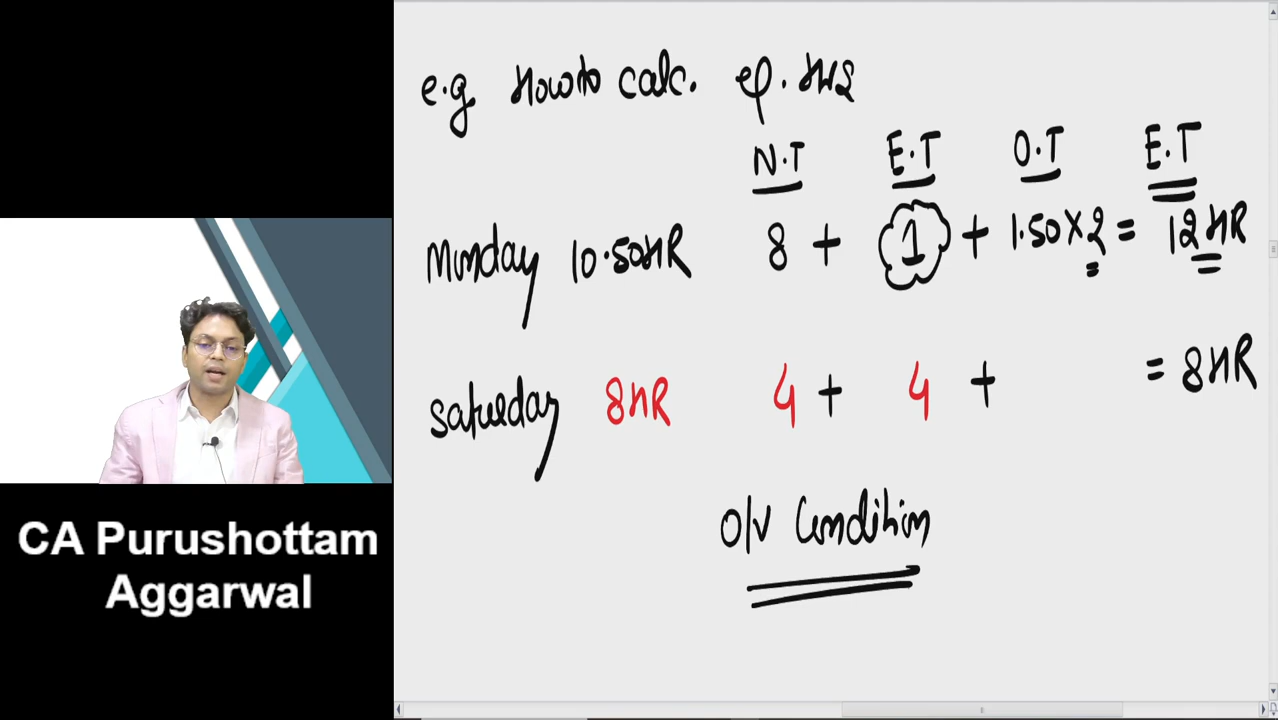 e.g How to calc. ef. HRS
N.T E.T O.T E.T
Monday 10.50HR 8 + 1 + 1.50×2 = 12HR
Saturday 8HR 4 + 4 + = 8HR
O/V Condition
CA Purushottam
Aggarwal